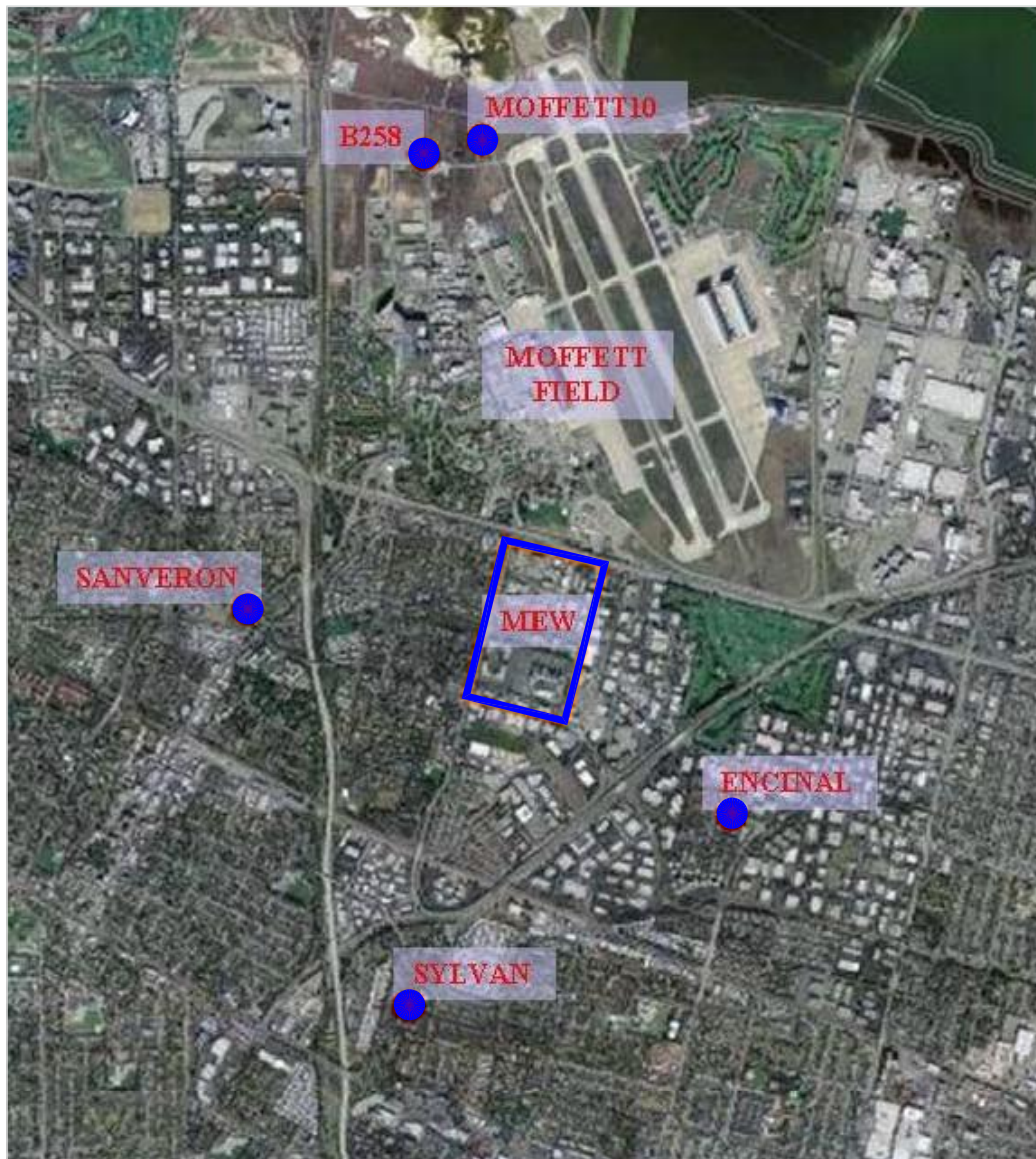 MOFFETT10
B258
MOFFETT
FIELD
SANVERON
MEW
ENCINAL
SYLVAN